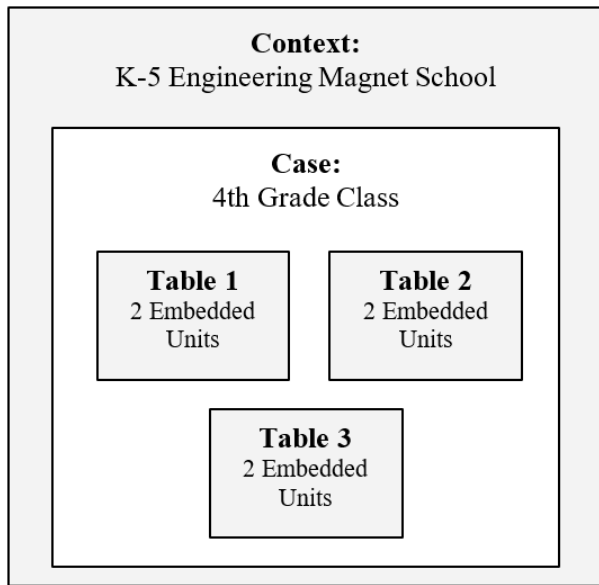 Context:
K-5 Engineering Magnet School
Case:
4th Grade Class
Table 1
2 Embedded
Units
Table 2
2 Embedded
Units
Table 3
2 Embedded
Units